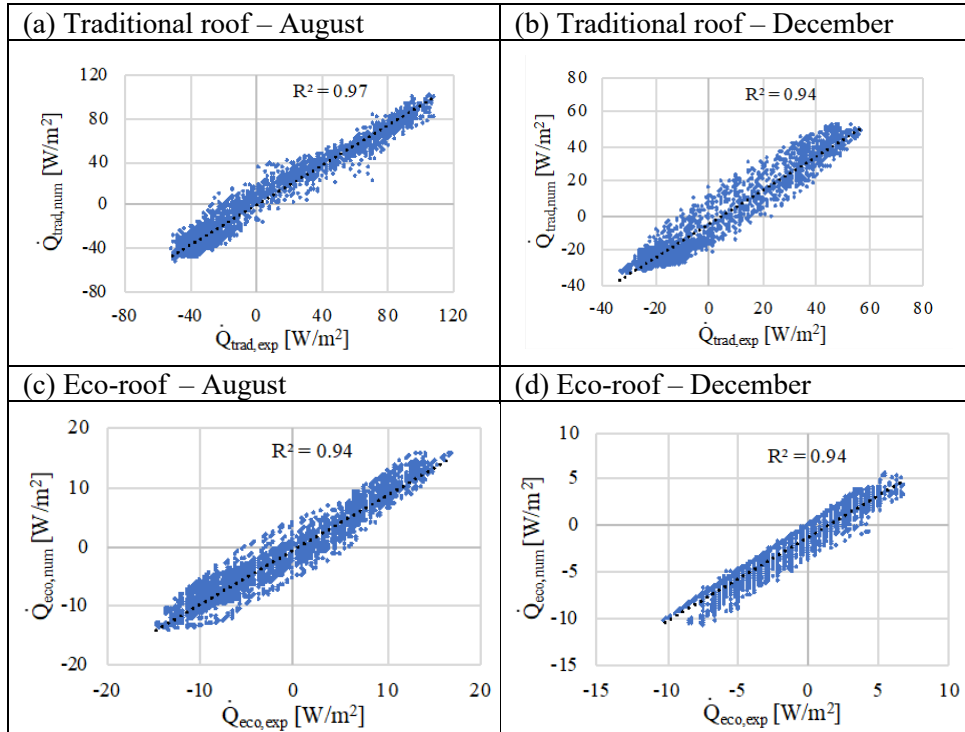 (a) Traditional roof – August
(b) Traditional roof – December
R² = 0.97
120
80
40
0
-40
-80
-80 -40 0 40 80 120
Q̇trad,num [W/m²]
Q̇trad,exp [W/m²]
R² = 0.94
80
60
40
20
0
-20
-40
-40 -20 0 20 40 60 80
Q̇trad,num [W/m²]
Q̇trad,exp [W/m²]
(c) Eco-roof – August
(d) Eco-roof – December
R² = 0.94
20
10
0
-10
-20
-20 -10 0 10 20
Q̇eco,num [W/m²]
Q̇eco,exp [W/m²]
R² = 0.94
10
5
0
-5
-10
-15
-15 -10 -5 0 5 10
Q̇eco,num [W/m²]
Q̇eco,exp [W/m²]